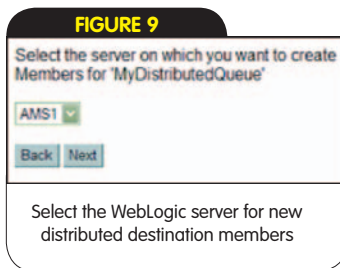 FIGURE 9
Select the server on which you want to create
Members for 'MyDistributedQueue'
AMS1
Back Next
Select the WebLogic server for new
distributed destination members